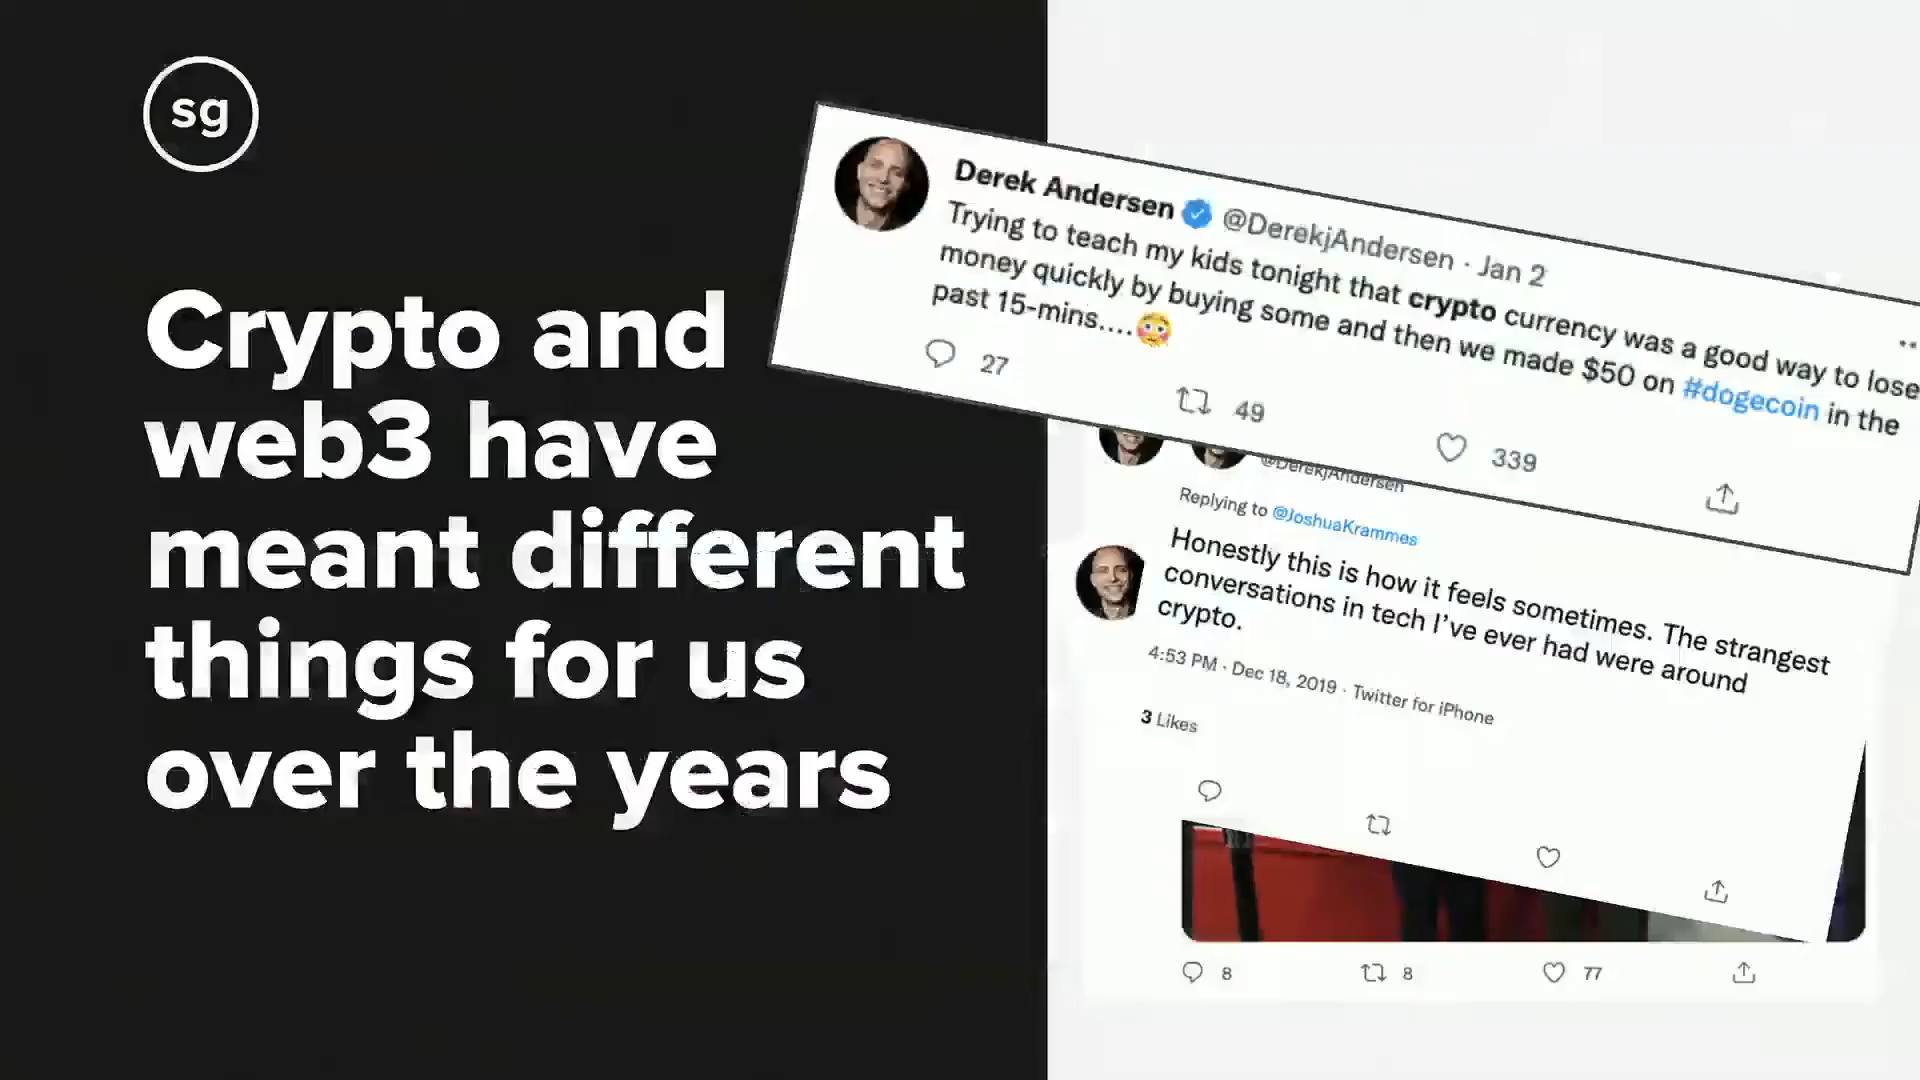 sg
Crypto and
web3 have
meant different
things for us
over the years
Derek Andersen @DerekjAndersen · Jan 2
Trying to teach my kids tonight that crypto currency was a good way to lose
money quickly by buying some and then we made $50 on #dogecoin in the
past 15-mins....😳
27 49 339
@DerekjAndersen
Replying to @JoshuaKrammes
Honestly this is how it feels sometimes. The strangest
conversations in tech I've ever had were around
crypto.
4:53 PM · Dec 18, 2019 · Twitter for iPhone
3 Likes
8 8 77